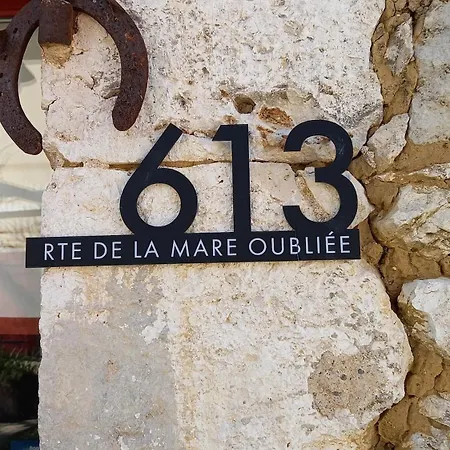 613
RTE DE LA MARE OUBLIÉE